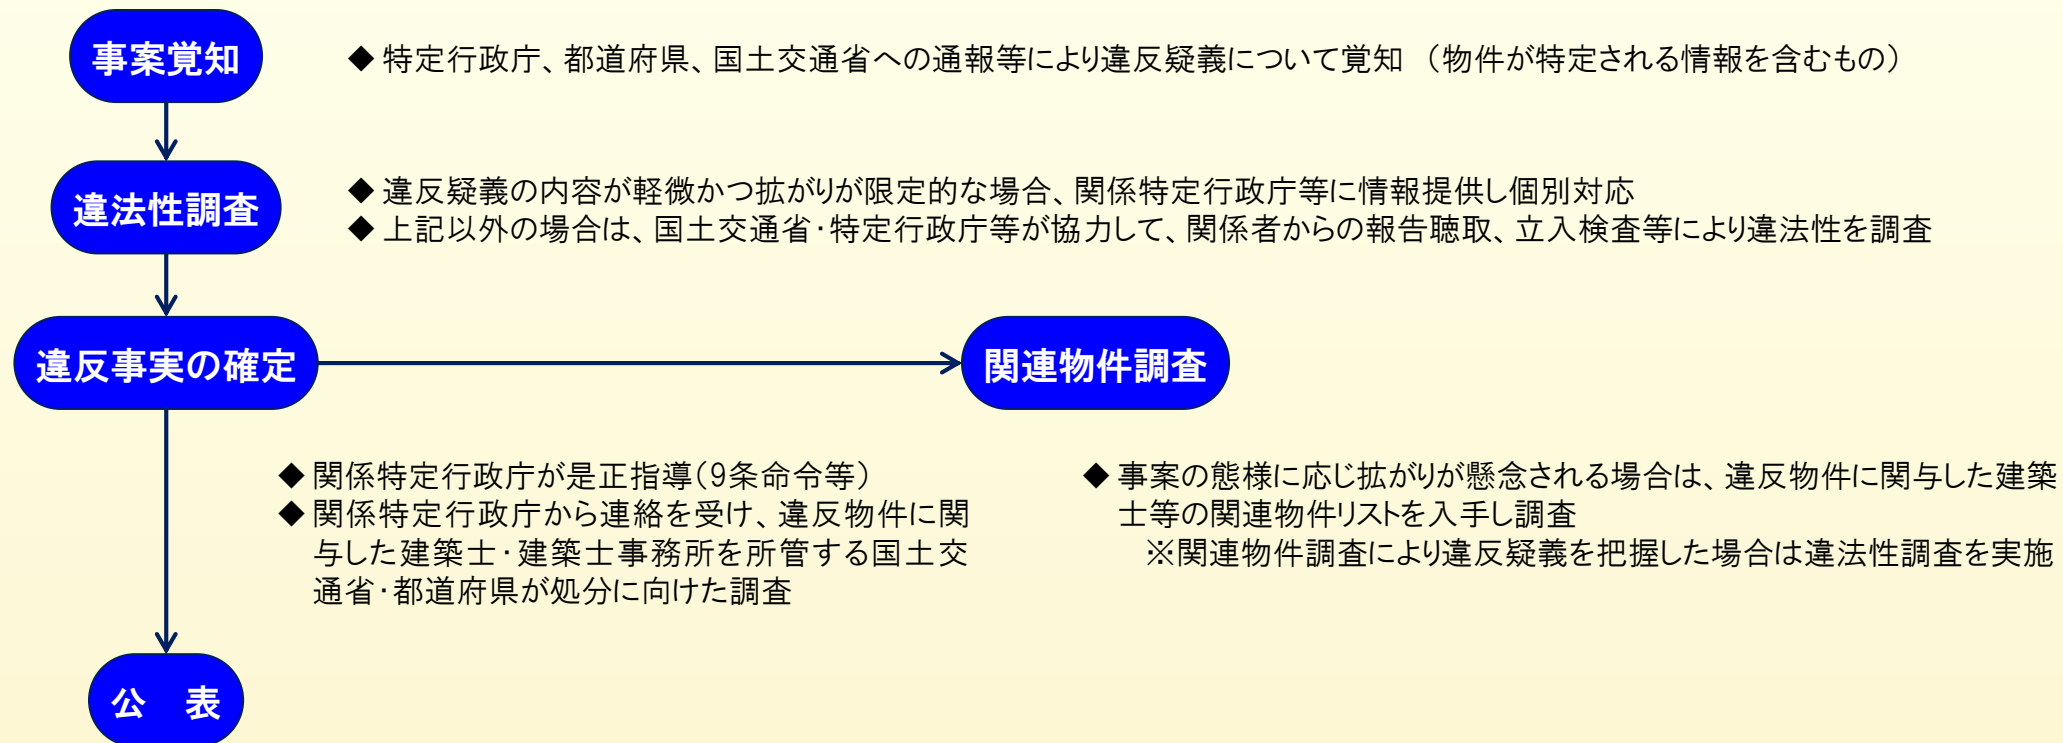 事案覚知
◆ 特定行政庁、都道府県、国土交通省への通報等により違反疑義について覚知 （物件が特定される情報を含むもの）
違法性調査
◆ 違反疑義の内容が軽微かつ拡がりが限定的な場合、関係特定行政庁等に情報提供し個別対応
◆ 上記以外の場合は、国土交通省・特定行政庁等が協力して、関係者からの報告聴取、立入検査等により違法性を調査
違反事実の確定
関連物件調査
◆ 関係特定行政庁が是正指導（9条命令等）
◆ 関係特定行政庁から連絡を受け、違反物件に関
与した建築士・建築士事務所を所管する国土交
通省・都道府県が処分に向けた調査
◆ 事案の態様に応じ拡がりが懸念される場合は、違反物件に関与した建築
士等の関連物件リストを入手し調査
※関連物件調査により違反疑義を把握した場合は違法性調査を実施
公　表